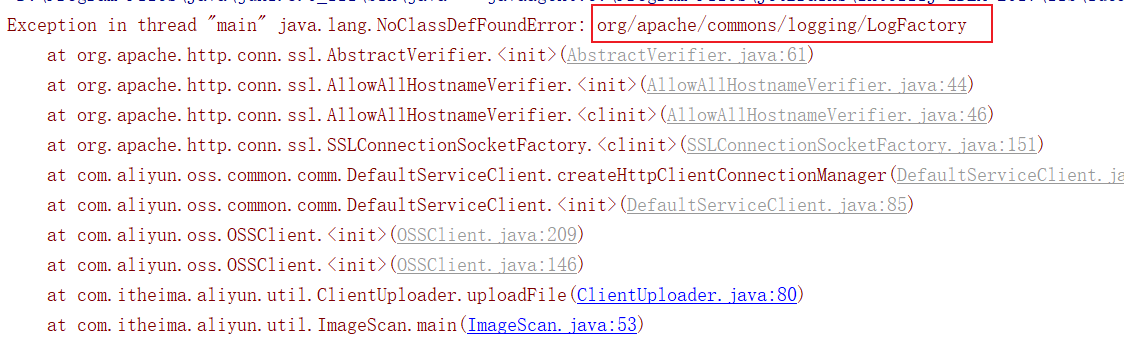 Exception in thread "main" java.lang.NoClassDefFoundError: org/apache/commons/logging/LogFactory
at org.apache.http.conn.ssl.AbstractVerifier.<init>(AbstractVerifier.java:61)
at org.apache.http.conn.ssl.AllowAllHostnameVerifier.<init>(AllowAllHostnameVerifier.java:44)
at org.apache.http.conn.ssl.AllowAllHostnameVerifier.<clinit>(AllowAllHostnameVerifier.java:46)
at org.apache.http.conn.ssl.SSLConnectionSocketFactory.<clinit>(SSLConnectionSocketFactory.java:151)
at com.aliyun.oss.common.comm.DefaultServiceClient.createHttpClientConnectionManager(DefaultServiceClient.ja
at com.aliyun.oss.common.comm.DefaultServiceClient.<init>(DefaultServiceClient.java:85)
at com.aliyun.oss.OSSClient.<init>(OSSClient.java:209)
at com.aliyun.oss.OSSClient.<init>(OSSClient.java:146)
at com.itheima.aliyun.util.ClientUploader.uploadFile(ClientUploader.java:80)
at com.itheima.aliyun.util.ImageScan.main(ImageScan.java:53)